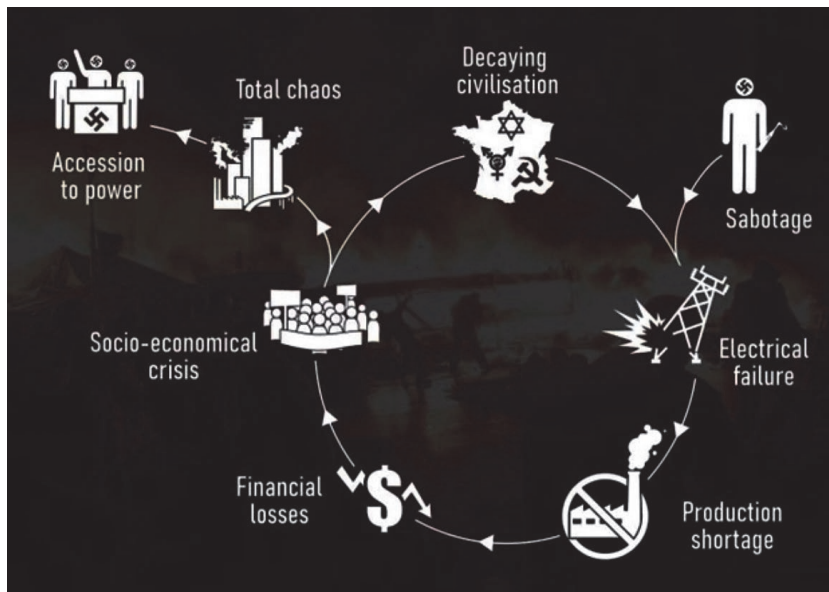 Decaying
civilisation
Total chaos
Accession
to power
Sabotage
Socio-economical
crisis
Electrical
failure
Financial
losses
$
Production
shortage